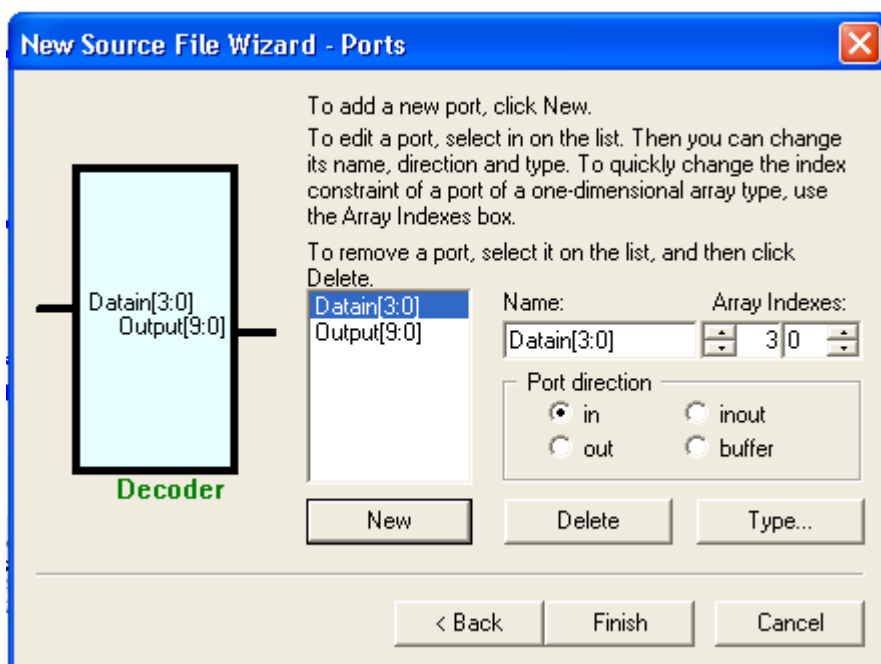 New Source File Wizard - Ports
To add a new port, click New.
To edit a port, select in on the list. Then you can change
its name, direction and type. To quickly change the index
constraint of a port of a one-dimensional array type, use
the Array Indexes box.
To remove a port, select it on the list, and then click
Delete.
Datain[3:0]
Output[9:0]
Decoder
Datain[3:0]
Output[9:0]
Name:
Array Indexes:
Datain[3:0]
3 0
Port direction
in
inout
out
buffer
New
Delete
Type...
< Back
Finish
Cancel